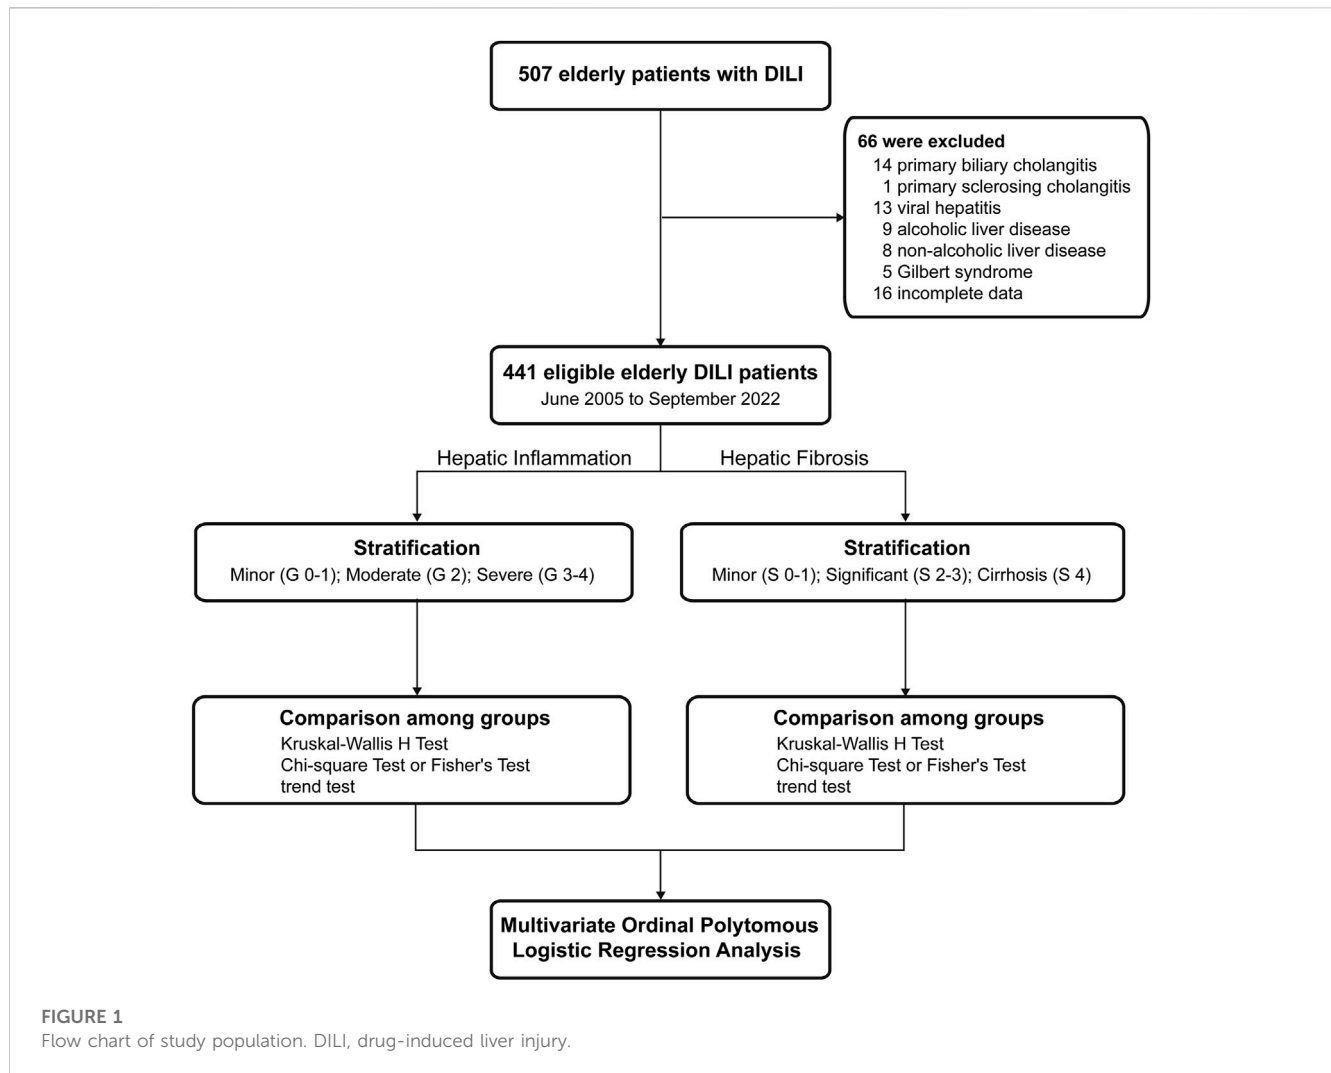 507 elderly patients with DILI
66 were excluded
14 primary biliary cholangitis
1 primary sclerosing cholangitis
13 viral hepatitis
9 alcoholic liver disease
8 non-alcoholic liver disease
5 Gilbert syndrome
16 incomplete data
441 eligible elderly DILI patients
June 2005 to September 2022
Hepatic Inflammation
Hepatic Fibrosis
Stratification
Minor (G 0-1); Moderate (G 2); Severe (G 3-4)
Stratification
Minor (S 0-1); Significant (S 2-3); Cirrhosis (S 4)
Comparison among groups
Kruskal-Wallis H Test
Chi-square Test or Fisher's Test
trend test
Comparison among groups
Kruskal-Wallis H Test
Chi-square Test or Fisher's Test
trend test
Multivariate Ordinal Polytomous
Logistic Regression Analysis
FIGURE 1
Flow chart of study population. DILI, drug-induced liver injury.